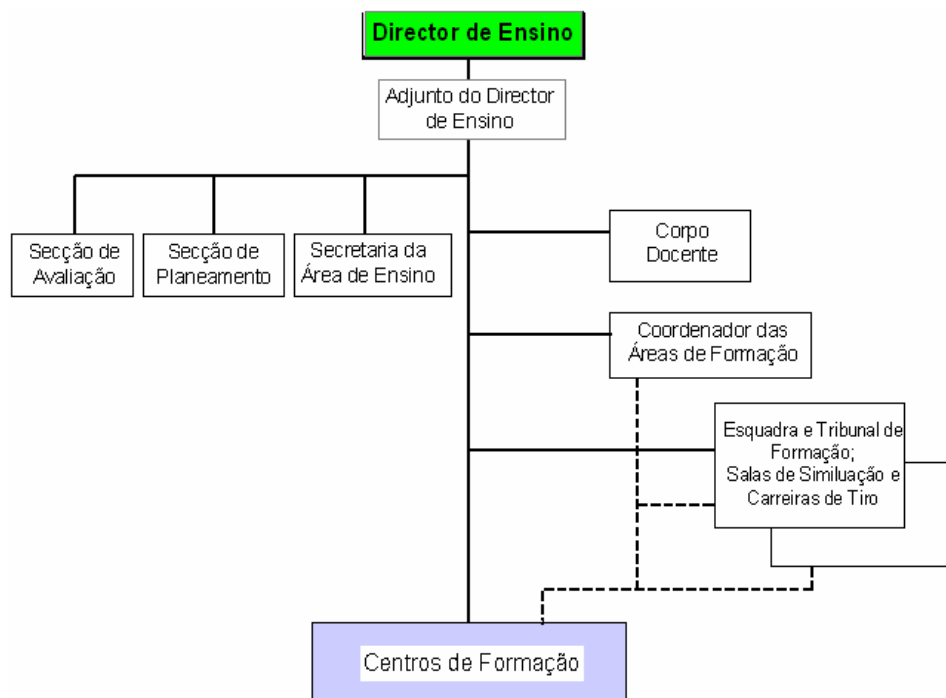 Director de Ensino
Adjunto do Director
de Ensino
Secção de
Avaliação
Secção de
Planeamento
Secretaria da
Área de Ensino
Corpo
Docente
Coordenador das
Áreas de Formação
Esquadra e Tribunal de
Formação;
Salas de Similuação e
Carreiras de Tiro
Centros de Formação